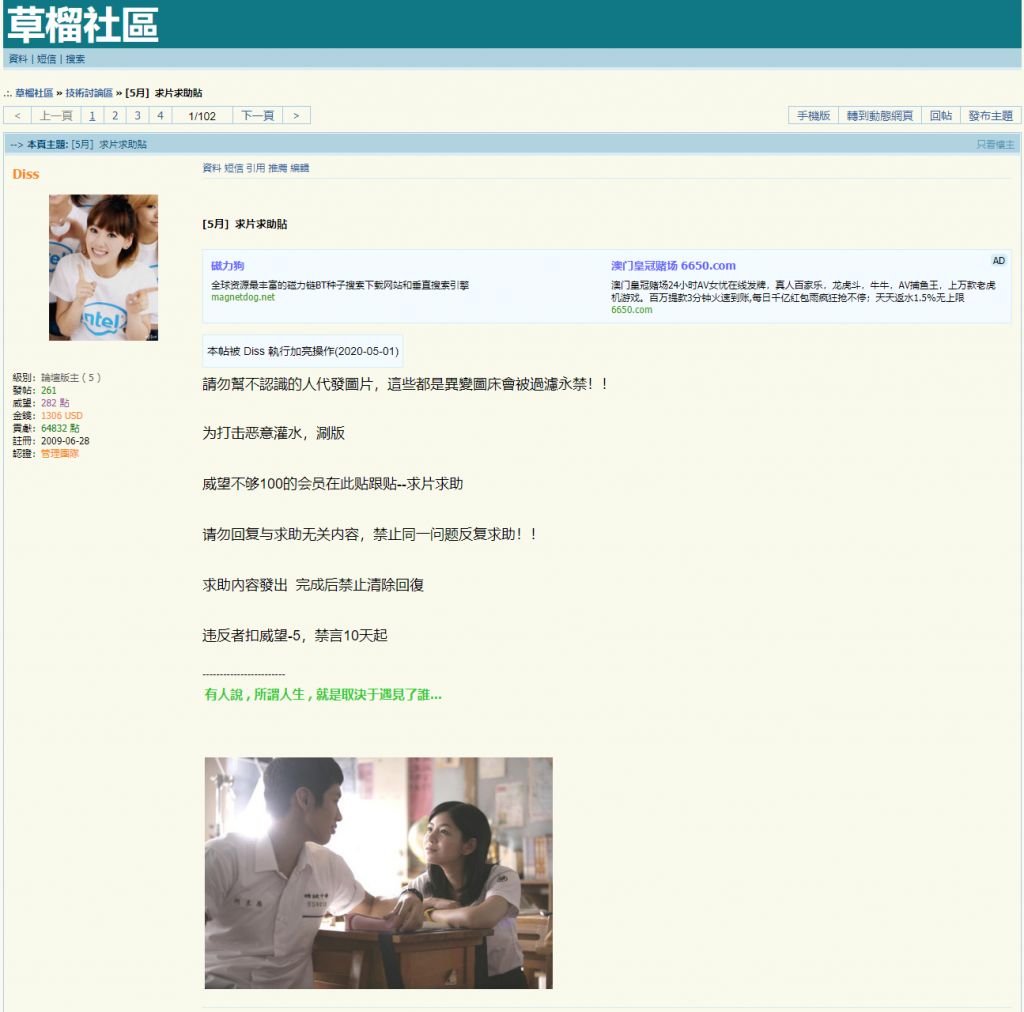 草榴社區
資料 | 短信 | 搜索
.:. 草榴社區 » 技術討論區 » [5月] 求片求助貼
< 上一頁 1 2 3 4 1/102 下一頁 > 手機版 轉到動態網頁 回帖 發布主題
--> 本頁主題: [5月] 求片求助貼 只看樓主
Diss
資料 短信 引用 推薦 編輯
intel
級別: 論壇版主 ( 5 )
發帖: 261
威望: 282 點
金錢: 1306 USD
貢獻: 64832 點
註冊: 2009-06-28
認證: 管理團隊
[5月] 求片求助貼
AD
磁力狗
全球资源最丰富的磁力链BT种子搜索下载网站和垂直搜索引擎
magnetdog.net
澳门皇冠赌场 6650.com
澳门皇冠赌场24小时AV女优在线发牌，真人百家乐，龙虎斗，牛牛，AV捕鱼王，上万款老虎
机游戏。百万提款3分钟火速到账,每日千亿红包雨疯狂抢不停；天天返水1.5%无上限
6650.com
本帖被 Diss 執行加亮操作(2020-05-01)
請勿幫不認識的人代發圖片，這些都是異變圖床會被過濾永禁！！
为打击恶意灌水，涮版
威望不够100的会员在此贴跟贴--求片求助
请勿回复与求助无关内容，禁止同一问题反复求助！！
求助内容發出 完成后禁止清除回復
违反者扣威望-5，禁言10天起
------------------------
有人說 , 所謂人生 , 就是取決于遇見了誰...